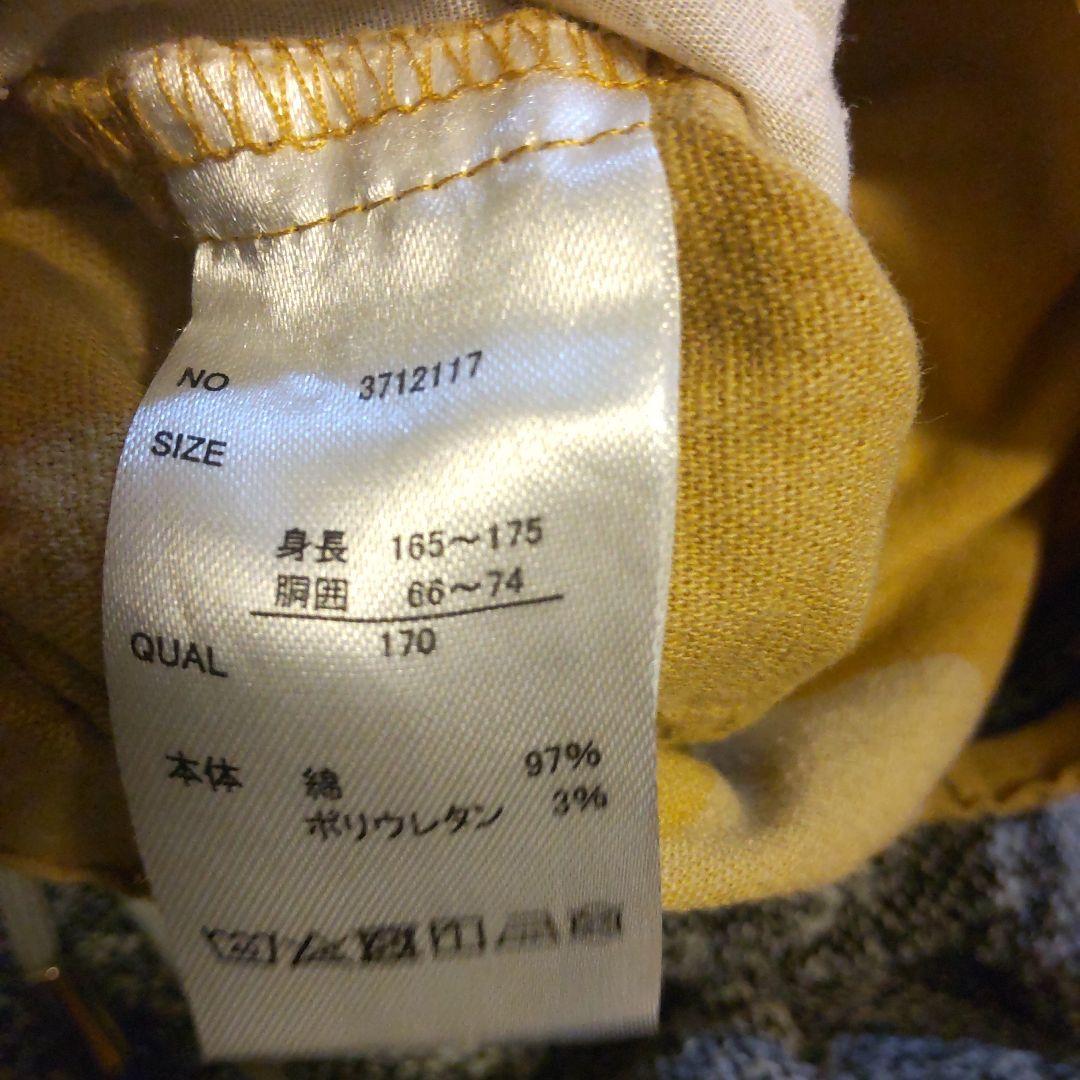 NO 3712117
SIZE
身長 165～175
胴囲 66～74
170
QUAL
本体 綿 97%
ポリウレタン 3%